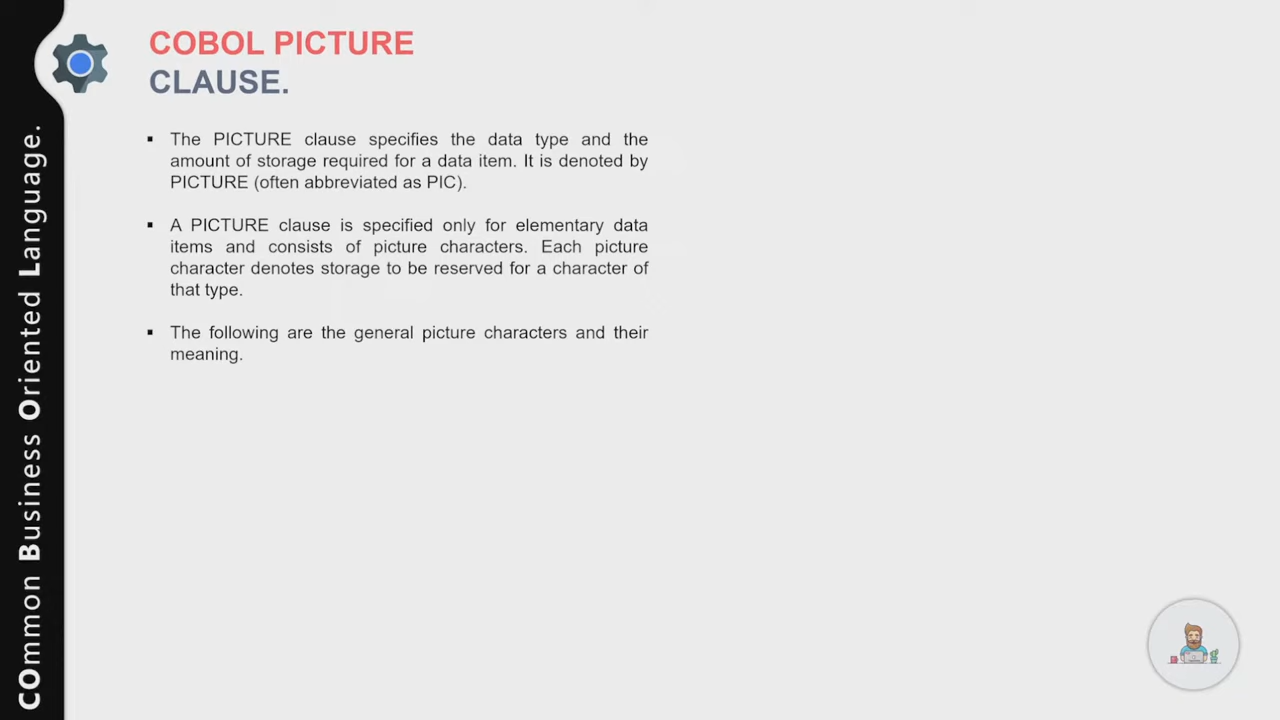 COBOL PICTURE
CLAUSE.
▪ The PICTURE clause specifies the data type and the
amount of storage required for a data item. It is denoted by
PICTURE (often abbreviated as PIC).
▪ A PICTURE clause is specified only for elementary data
items and consists of picture characters. Each picture
character denotes storage to be reserved for a character of
that type.
▪ The following are the general picture characters and their
meaning.
COmmon Business Oriented Language.